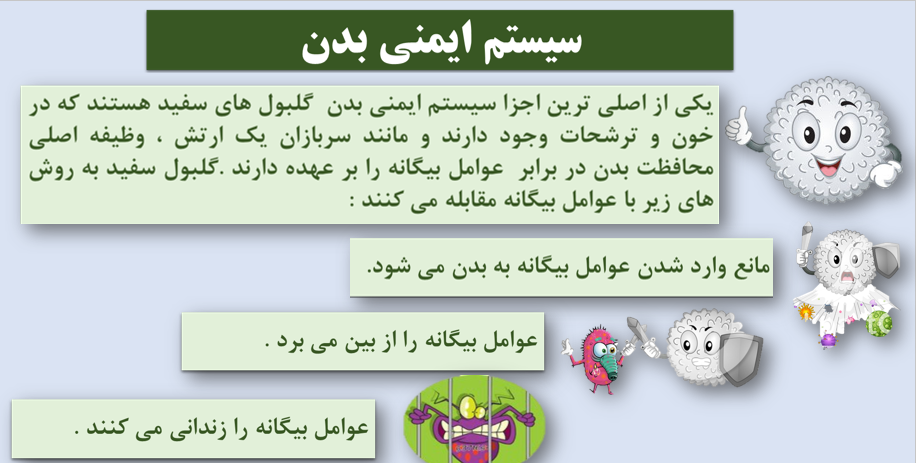 سیستم ایمنی بدن
یکی از اصلی ترین اجزا سیستم ایمنی بدن گلبول های سفید هستند که در
خون و ترشحات وجود دارند و مانند سربازان یک ارتش ، وظیفه اصلی
محافظت بدن در برابر عوامل بیگانه را بر عهده دارند .گلبول سفید به روش
های زیر با عوامل بیگانه مقابله می کنند :
مانع وارد شدن عوامل بیگانه به بدن می شود.
عوامل بیگانه را از بین می برد .
عوامل بیگانه را زندانی می کنند .